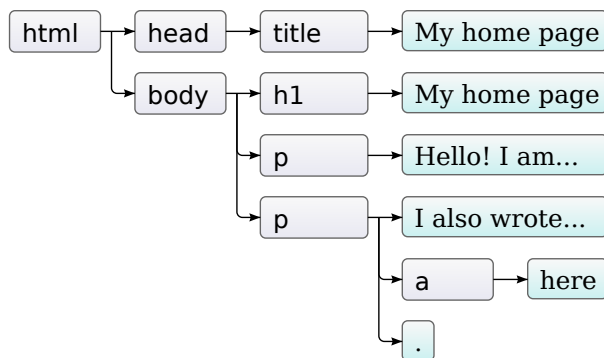 html head title My home page
body h1 My home page
p Hello! I am...
p I also wrote...
a here
.